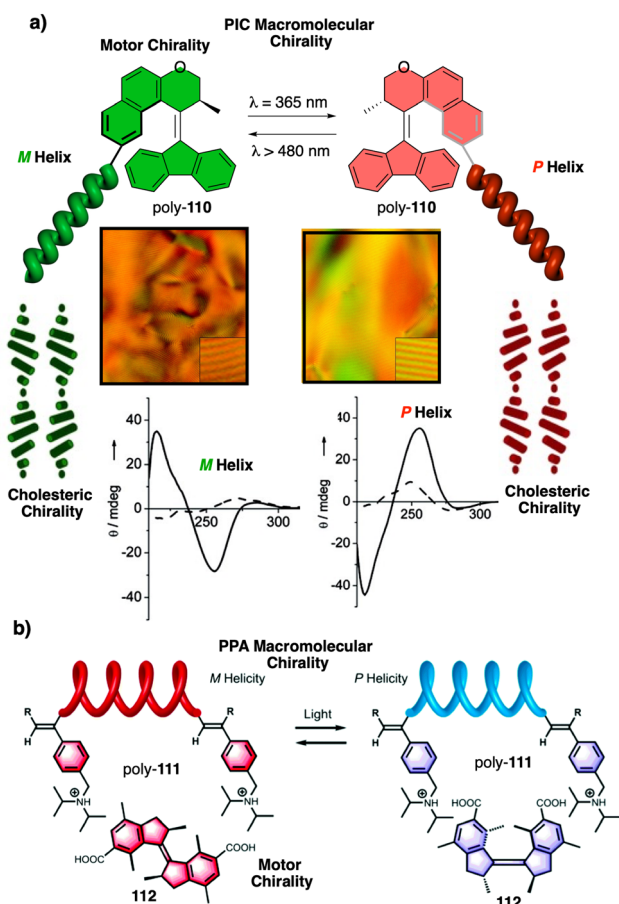 a)
PIC Macromolecular
Chirality
Motor Chirality
O
O
λ = 365 nm
λ > 480 nm
M Helix
P Helix
poly-110
poly-110
40
20
0
-20
-40
θ / mdeg
250
300
M Helix
40
20
0
-20
-40
θ / mdeg
250
300
P Helix
Cholesteric
Chirality
Cholesteric
Chirality
b)
PPA Macromolecular
Chirality
M Helicity
P Helicity
Light
R
H
R
H
R
H
R
H
poly-111
poly-111
⊕
NH
⊕
NH
⊕
NH
⊕
NH
HOOC
COOH
HOOC
COOH
112
Motor
Chirality
112